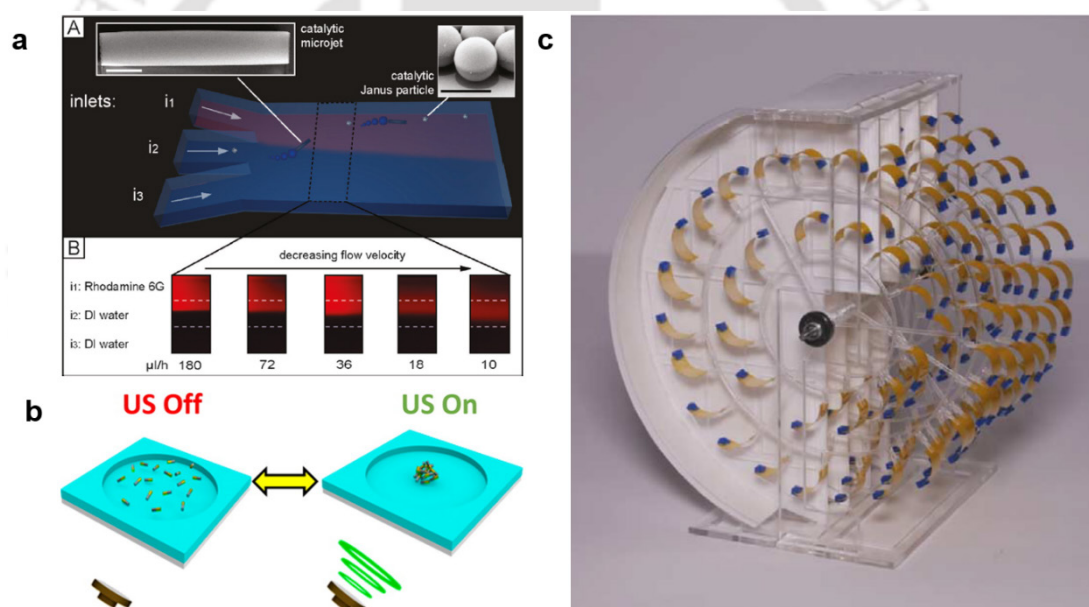 a
A
catalytic
microjet
catalytic
Janus particle
inlets:
i1
i2
i3
B
decreasing flow velocity
i1: Rhodamine 6G
i2: DI water
i3: DI water
µl/h 180 72 36 18 10
b
US Off
US On
c